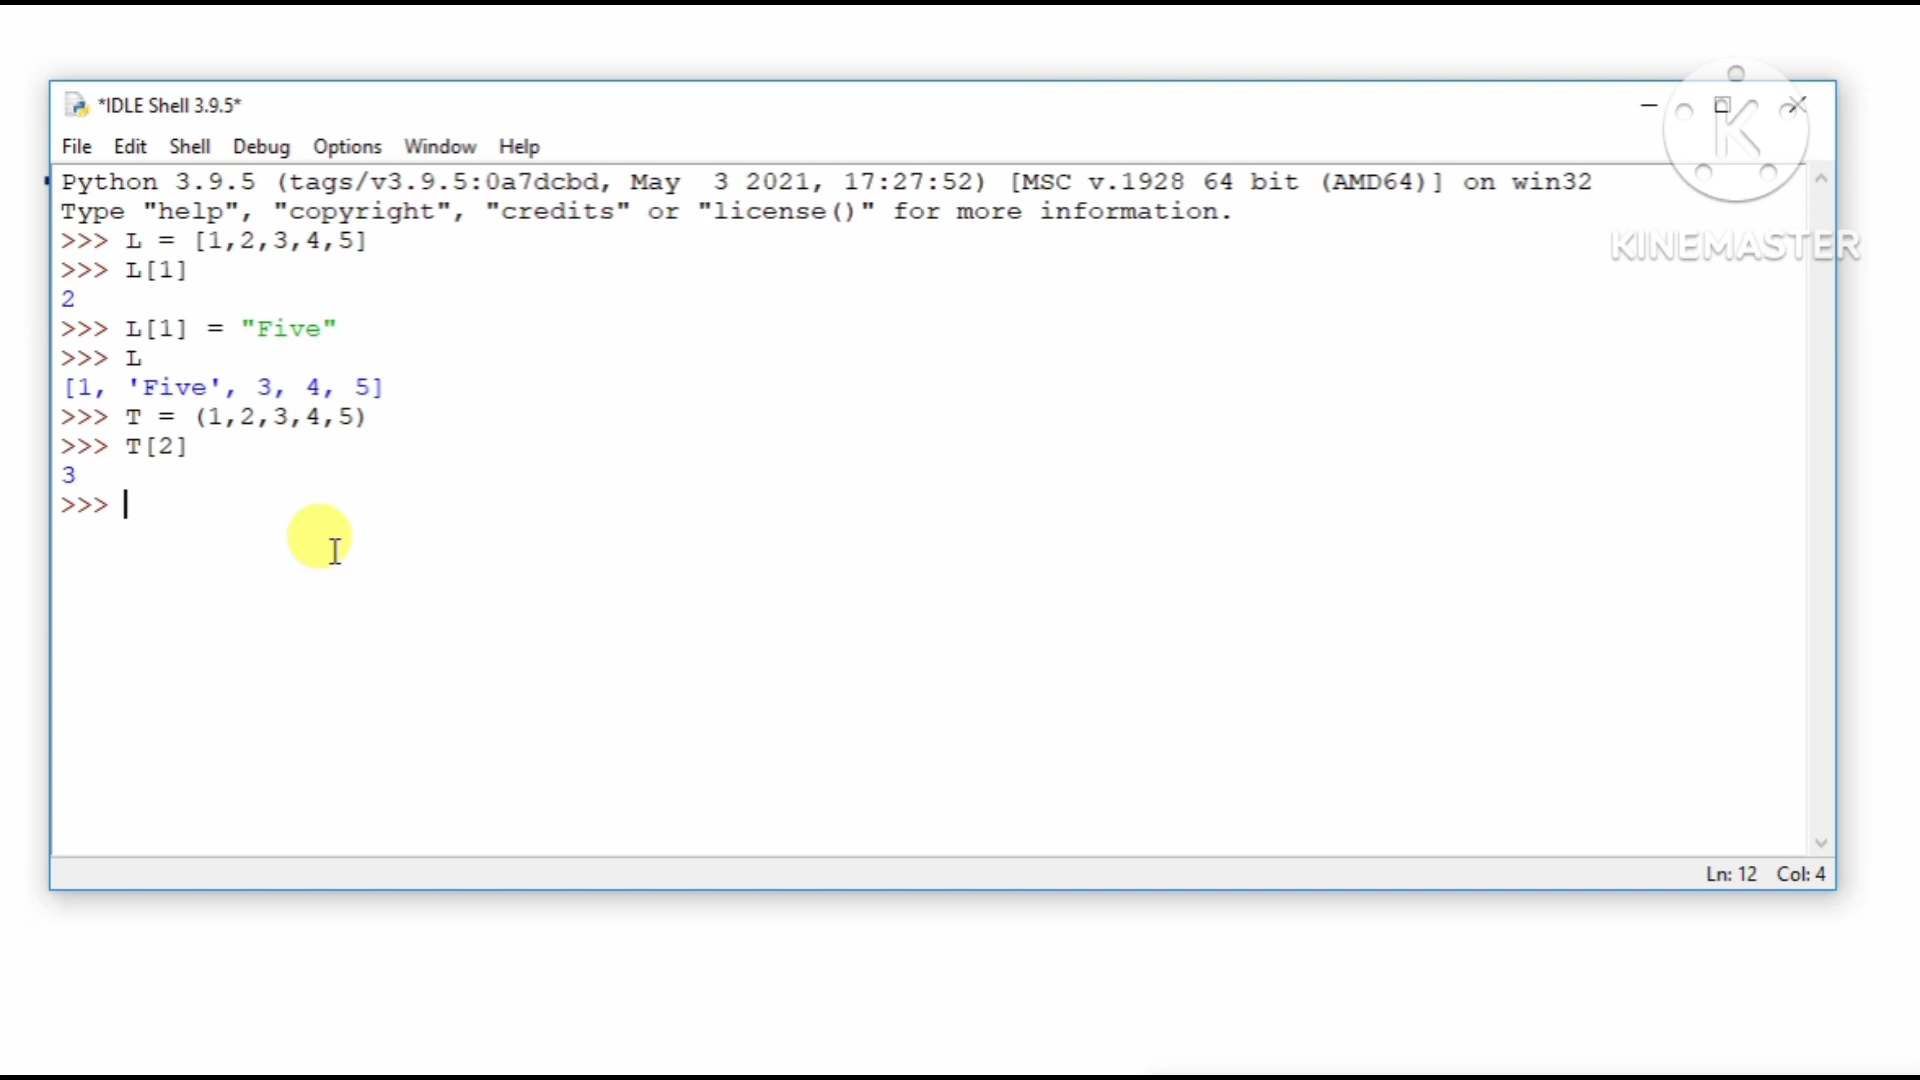 *IDLE Shell 3.9.5*
File Edit Shell Debug Options Window Help
Python 3.9.5 (tags/v3.9.5:0a7dcbd, May  3 2021, 17:27:52) [MSC v.1928 64 bit (AMD64)] on win32
Type "help", "copyright", "credits" or "license()" for more information.
>>> L = [1,2,3,4,5]
>>> L[1]
2
>>> L[1] = "Five"
>>> L
[1, 'Five', 3, 4, 5]
>>> T = (1,2,3,4,5)
>>> T[2]
3
>>>
K
KINEMASTER
Ln: 12 Col: 4